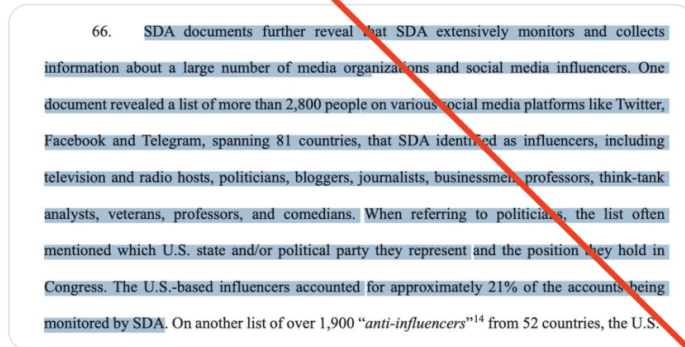 66. SDA documents further reveal that SDA extensively monitors and collects
information about a large number of media organizations and social media influencers. One
document revealed a list of more than 2,800 people on various social media platforms like Twitter,
Facebook and Telegram, spanning 81 countries, that SDA identified as influencers, including
television and radio hosts, politicians, bloggers, journalists, businessmen, professors, think-tank
analysts, veterans, professors, and comedians. When referring to politicians, the list often
mentioned which U.S. state and/or political party they represent and the position they hold in
Congress. The U.S.-based influencers accounted for approximately 21% of the accounts being
monitored by SDA. On another list of over 1,900 “anti-influencers”14 from 52 countries, the U.S.